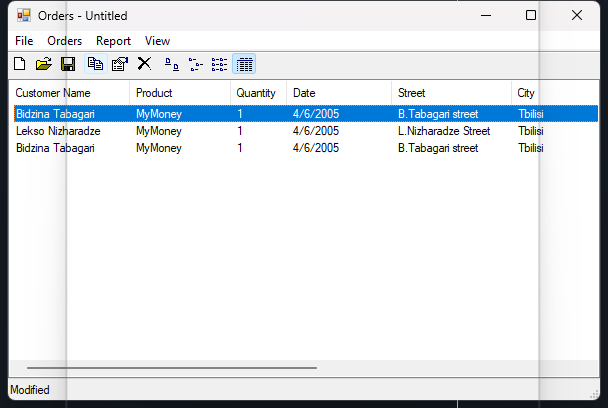 Orders - Untitled
File Orders Report View
Customer Name Product Quantity Date Street City
Bidzina Tabagari MyMoney 1 4/6/2005 B.Tabagari street Tbilisi
Lekso Nizharadze MyMoney 1 4/6/2005 L.Nizharadze Street Tbilisi
Bidzina Tabagari MyMoney 1 4/6/2005 B.Tabagari street Tbilisi
Modified